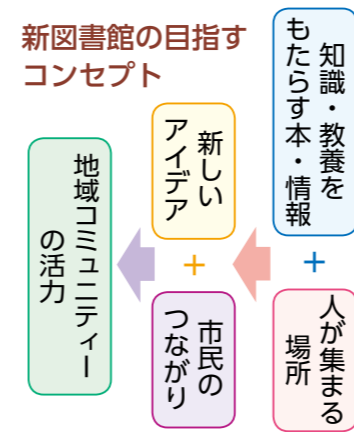 新図書館の目指す
コンセプト
知識・教養を
もたらす本・情報
+
人が集まる
場所
新しい
アイデア
+
市民の
つながり
地域コミュニティー
の活力